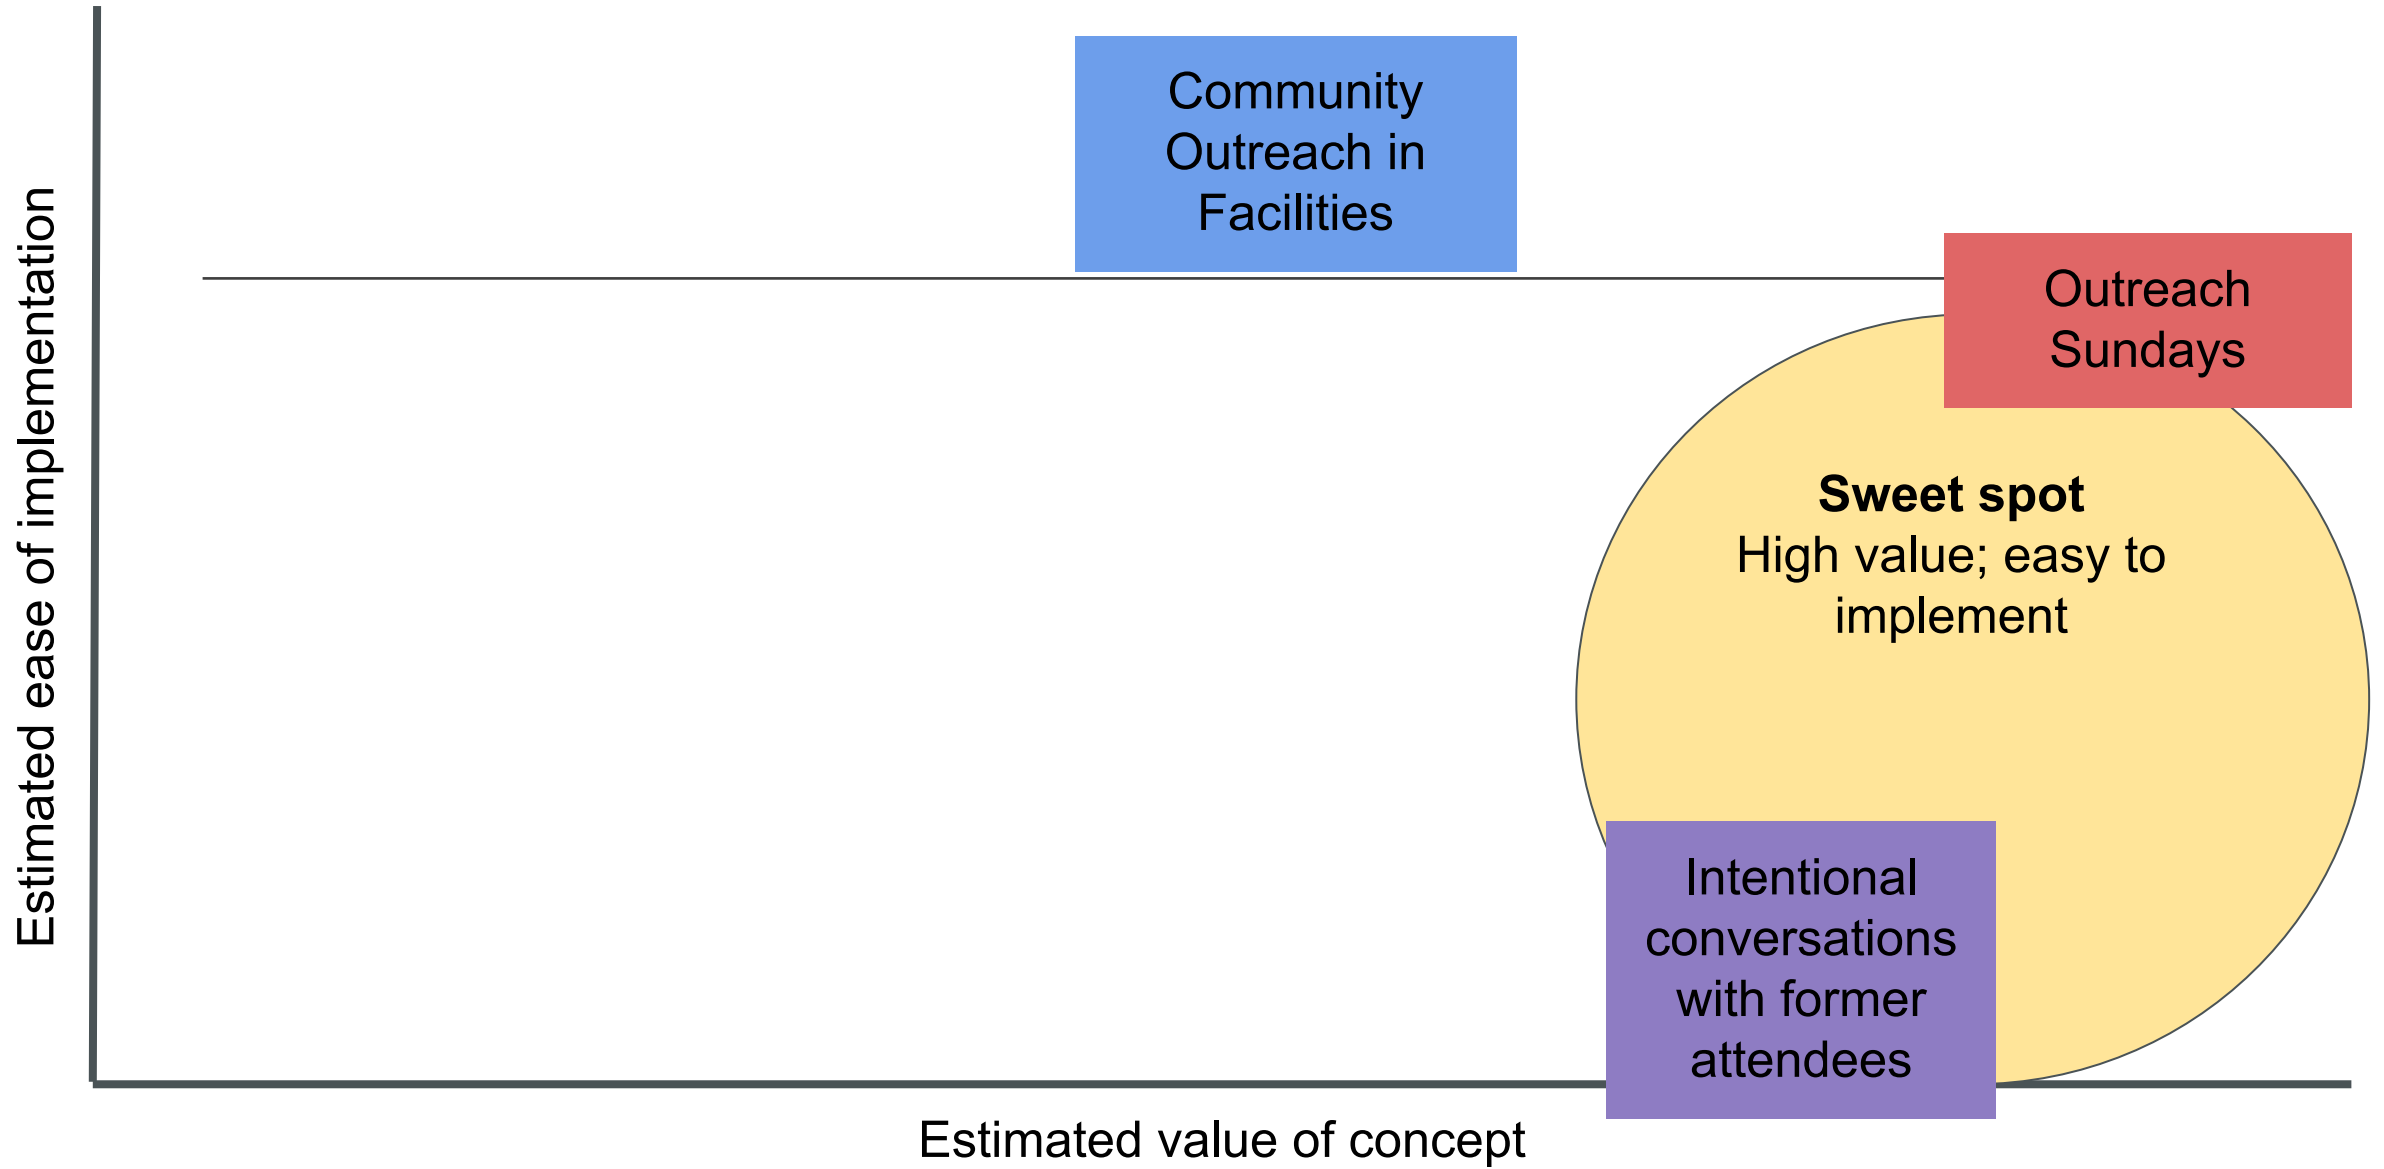 Community
Outreach in
Facilities
Outreach
Sundays
Estimated ease of implementation
Sweet spot
High value; easy to
implement
Intentional
conversations
with former
attendees
Estimated value of concept